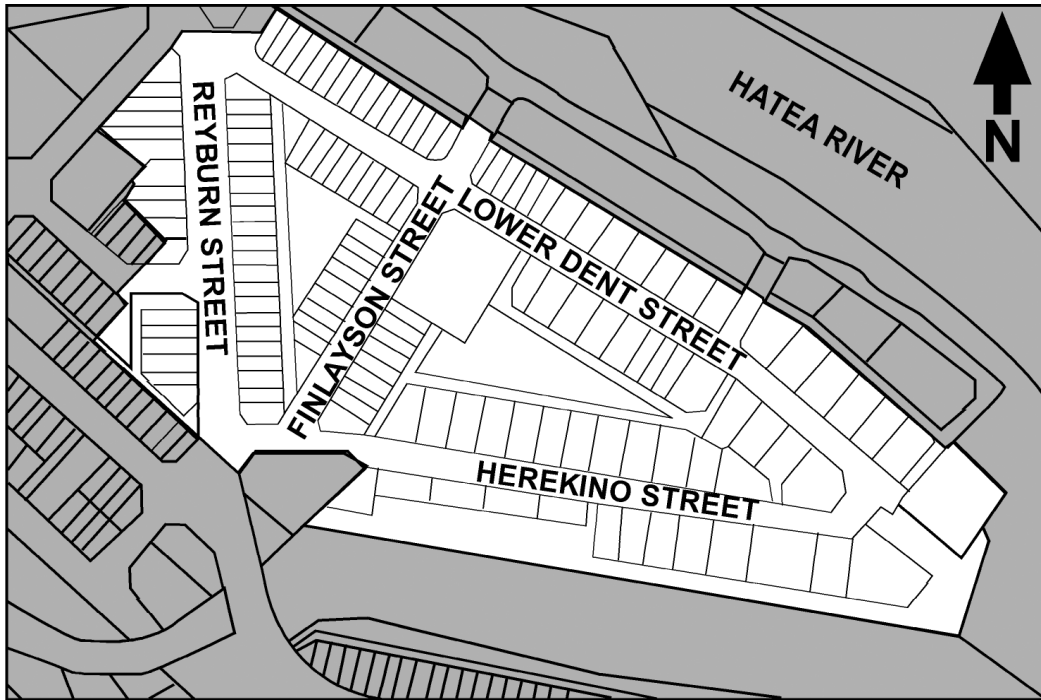 HATEA RIVER
N
REYBURN STREET
FINLAYSON STREET
LOWER DENT STREET
HEREKINO STREET